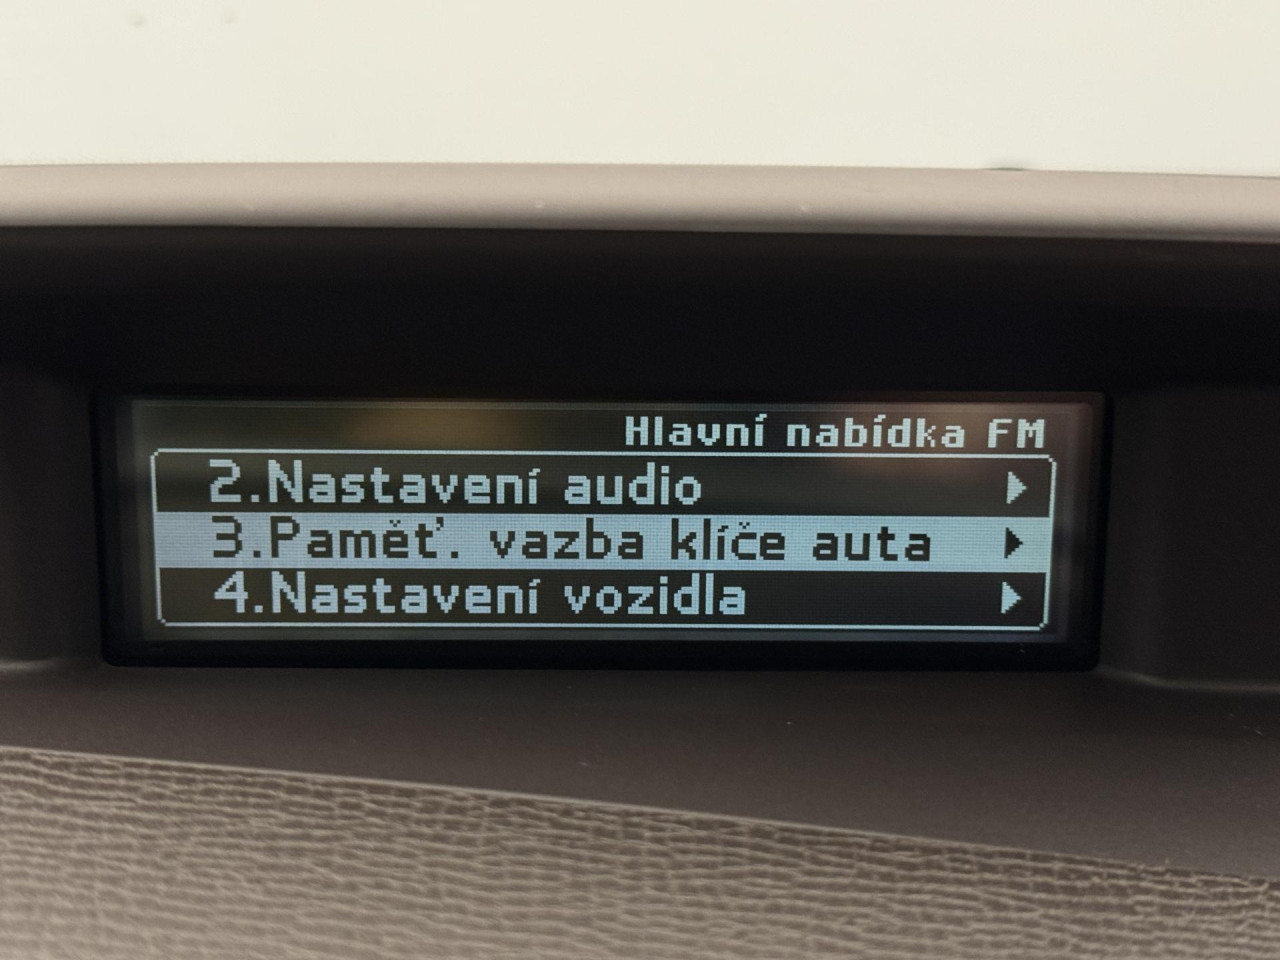 Hlavní nabídka FM
2.Nastavení audio
3.Paměť. vazba klíče auta
4.Nastavení vozidla